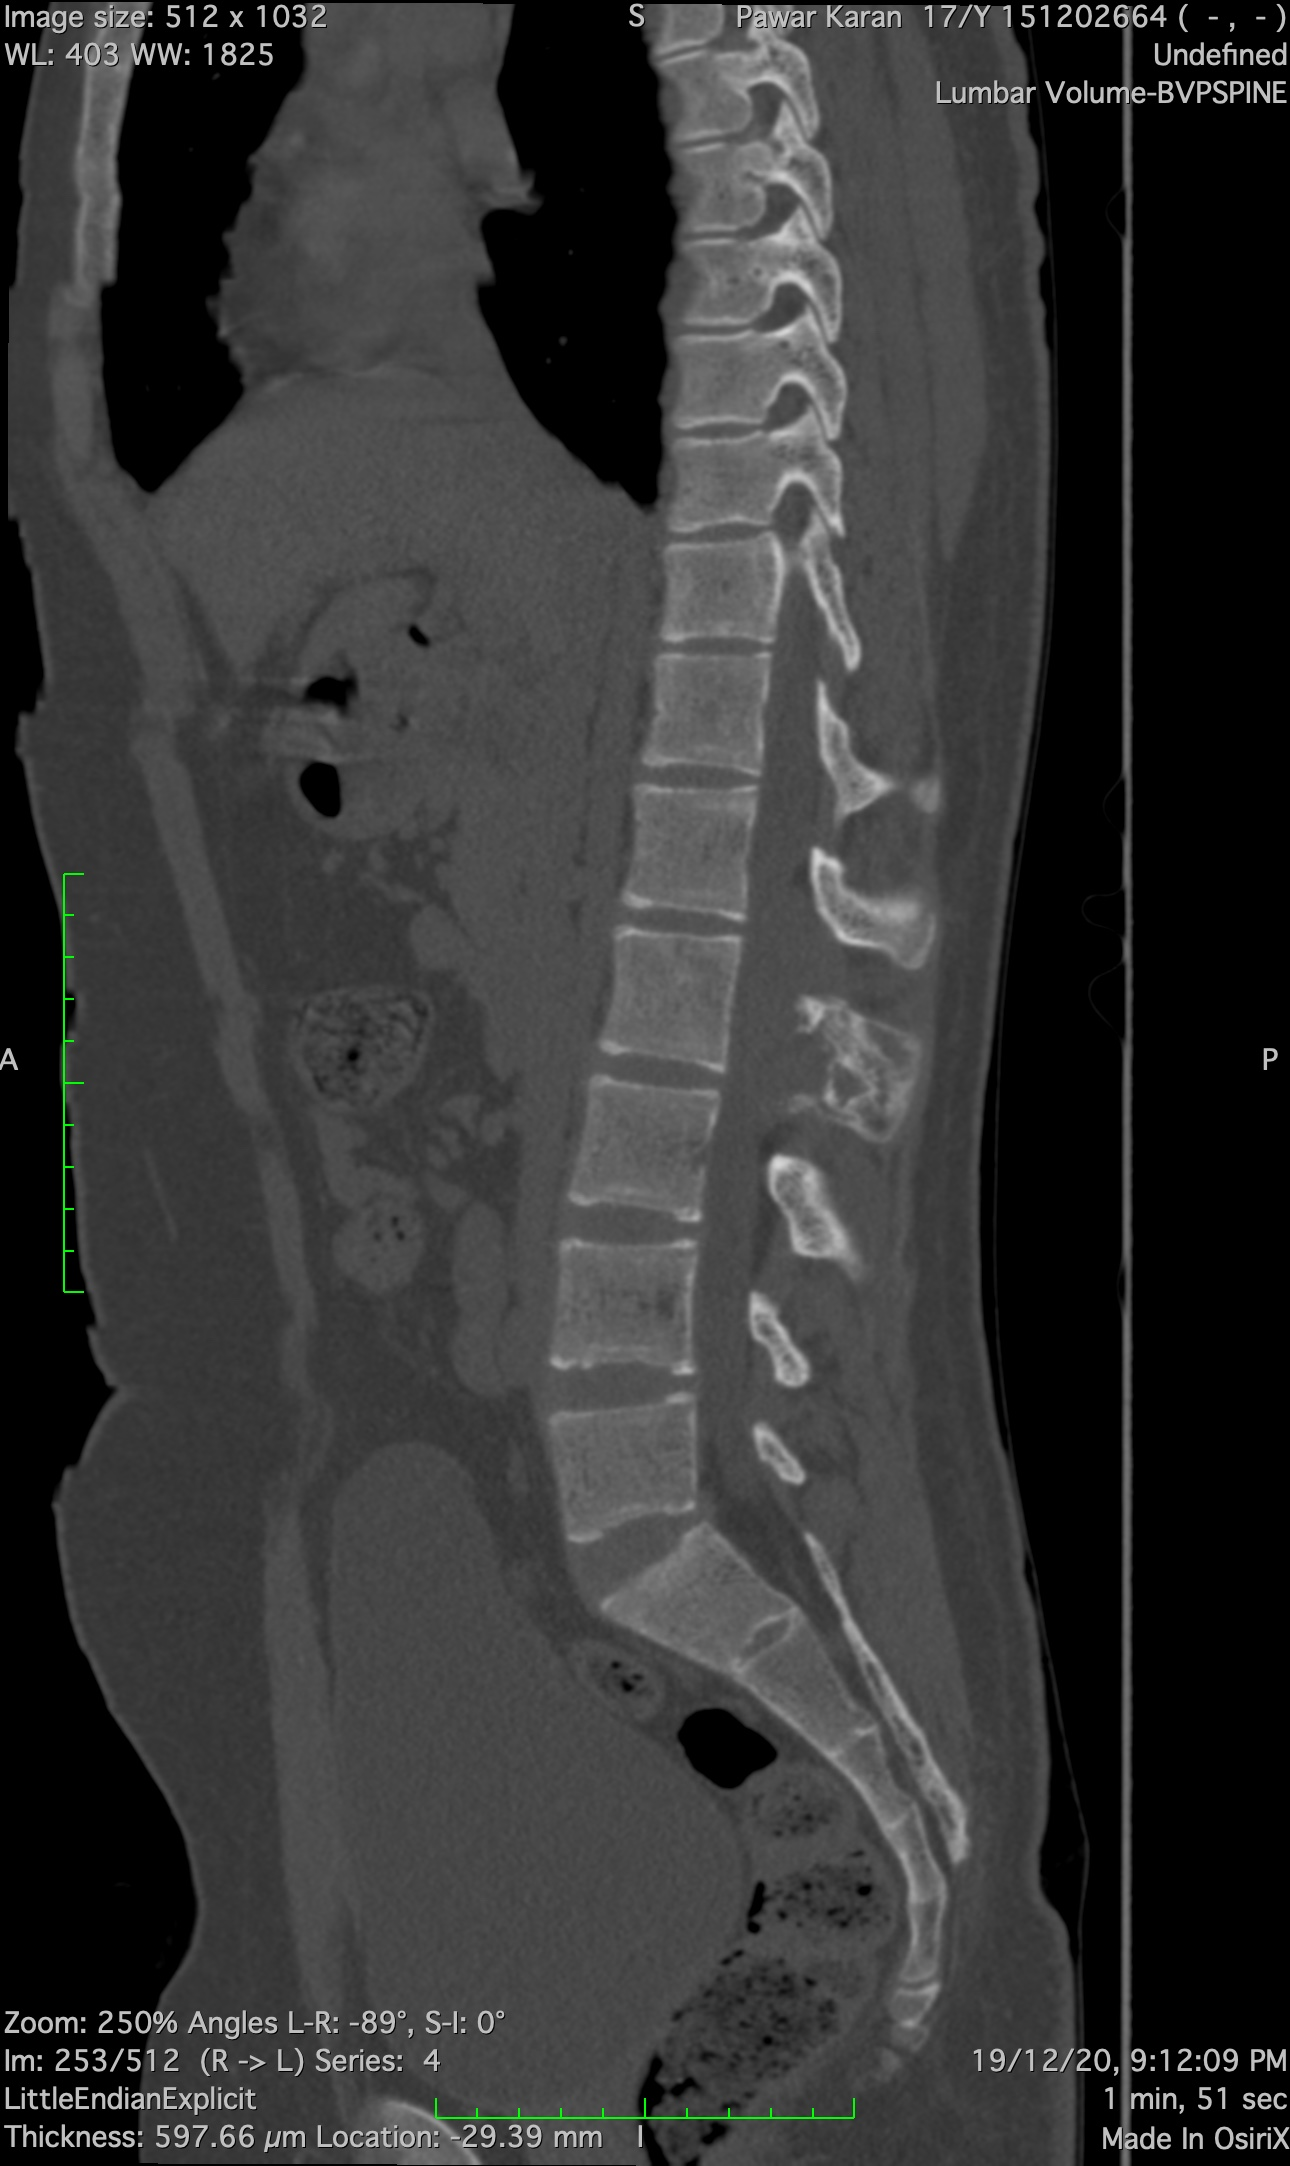 Image size: 512 x 1032
WL: 403 WW: 1825
S
Pawar Karan 17/Y 151202664 ( -, -)
Undefined
Lumbar Volume-BVPSPINE
A
P
Zoom: 250% Angles L-R: -89°, S-I: 0°
Im: 253/512 (R -> L) Series: 4
LittleEndianExplicit
Thickness: 597.66 µm Location: -29.39 mm
I
19/12/20, 9:12:09 PM
1 min, 51 sec
Made In OsiriX